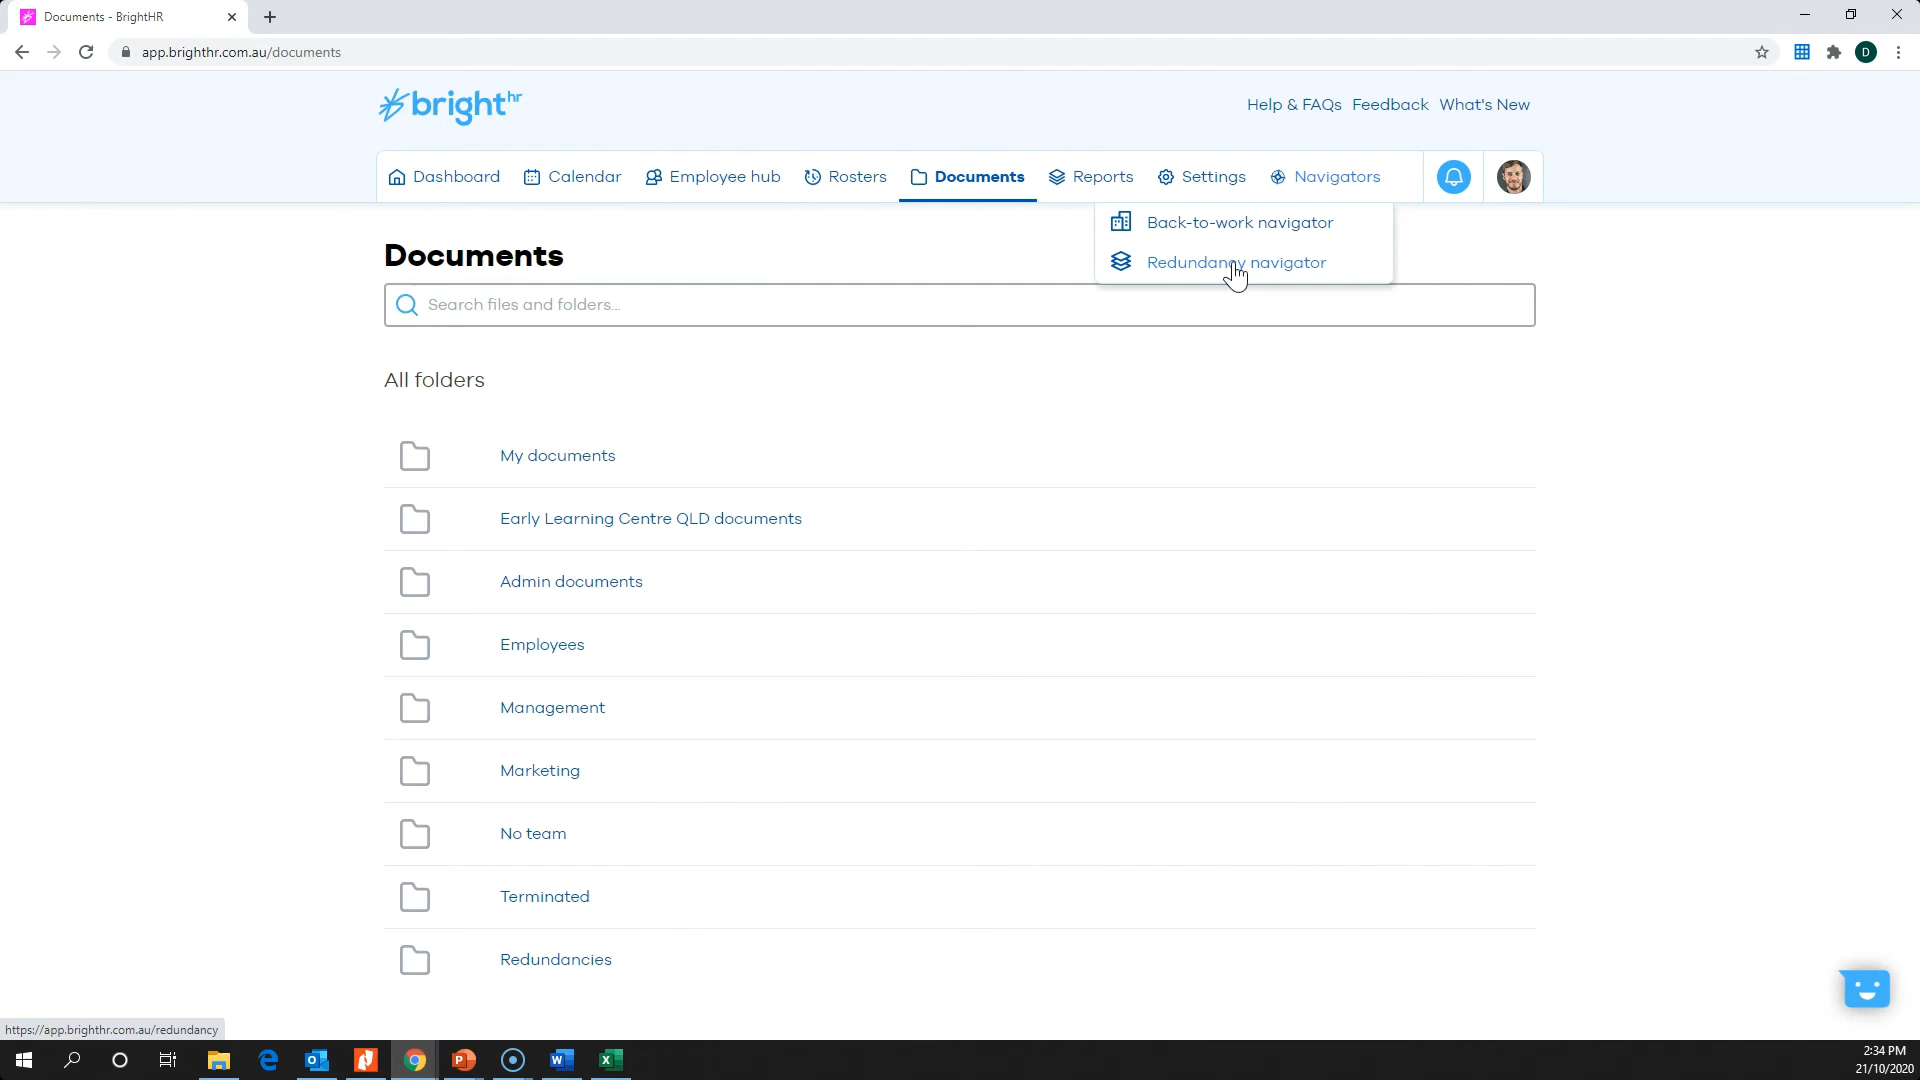 Documents - BrightHR
app.brighthr.com.au/documents
D
brighthr
Help & FAQs Feedback What's New
Dashboard Calendar Employee hub Rosters Documents Reports Settings Navigators
Back-to-work navigator
Redundancy navigator
Documents
Search files and folders...
All folders
My documents
Early Learning Centre QLD documents
Admin documents
Employees
Management
Marketing
No team
Terminated
Redundancies
https://app.brighthr.com.au/redundancy
2:34 PM
21/10/2020